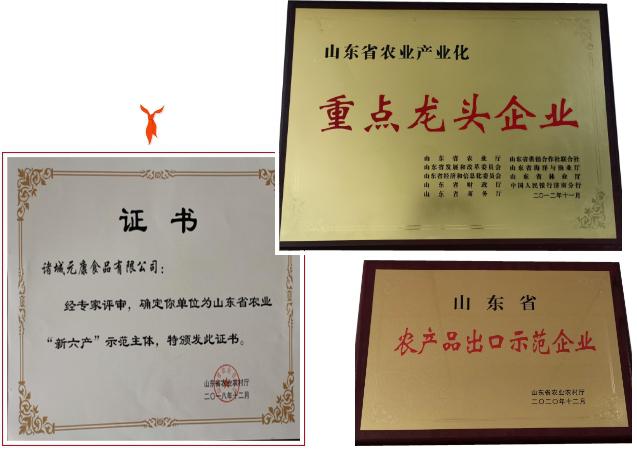 山东省农业产业化
重点龙头企业
山东省农业厅 山东省供销合作社联合社
山东省发展和改革委员会 山东省海洋与渔业厅
山东省经济和信息化委员会 山东省林业厅
山东省财政厅 中国人民银行济南分行
山东省商务厅 二〇一二年十一月
证书
诸城元康食品有限公司：
经专家评审，确定你单位为山东省农业
“新六产”示范主体，特颁发此证书。
山东省农业农村厅
二〇一八年十二月
山东省
农产品出口示范企业
山东省农业农村厅
二〇二〇年十二月